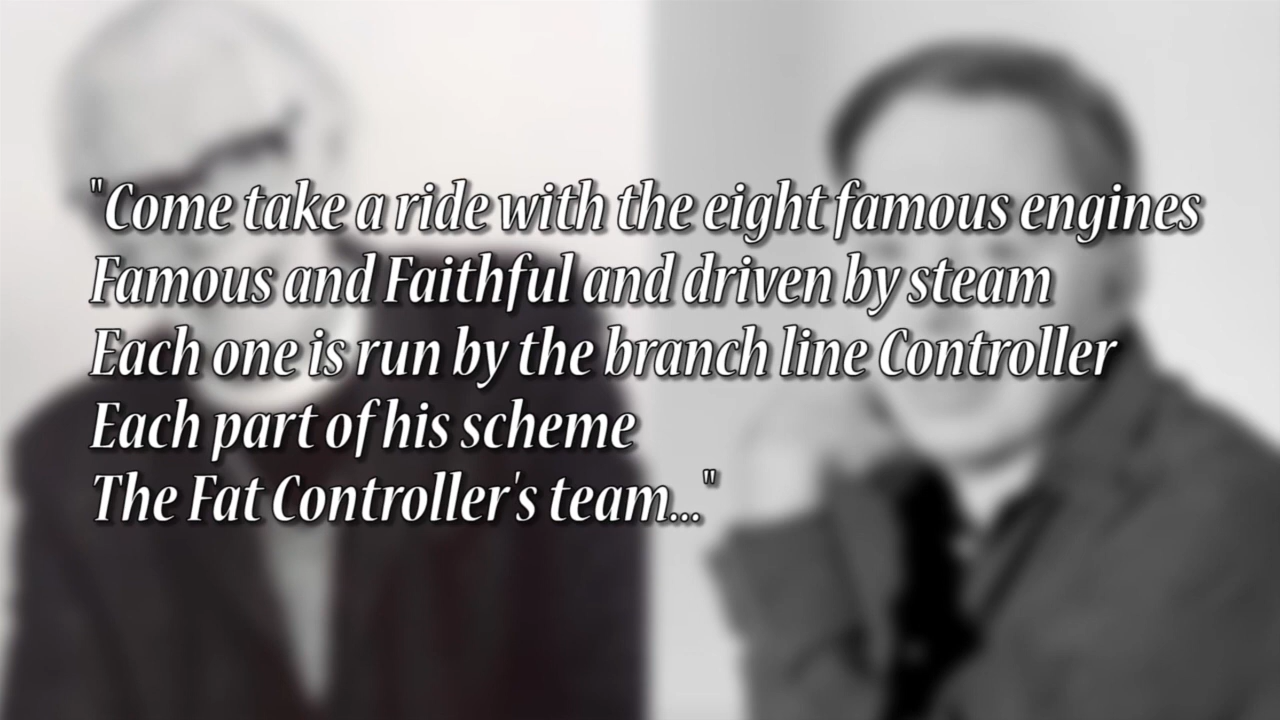 "Come take a ride with the eight famous engines
Famous and Faithful and driven by steam
Each one is run by the branch line Controller
Each part of his scheme
The Fat Controller's team..."